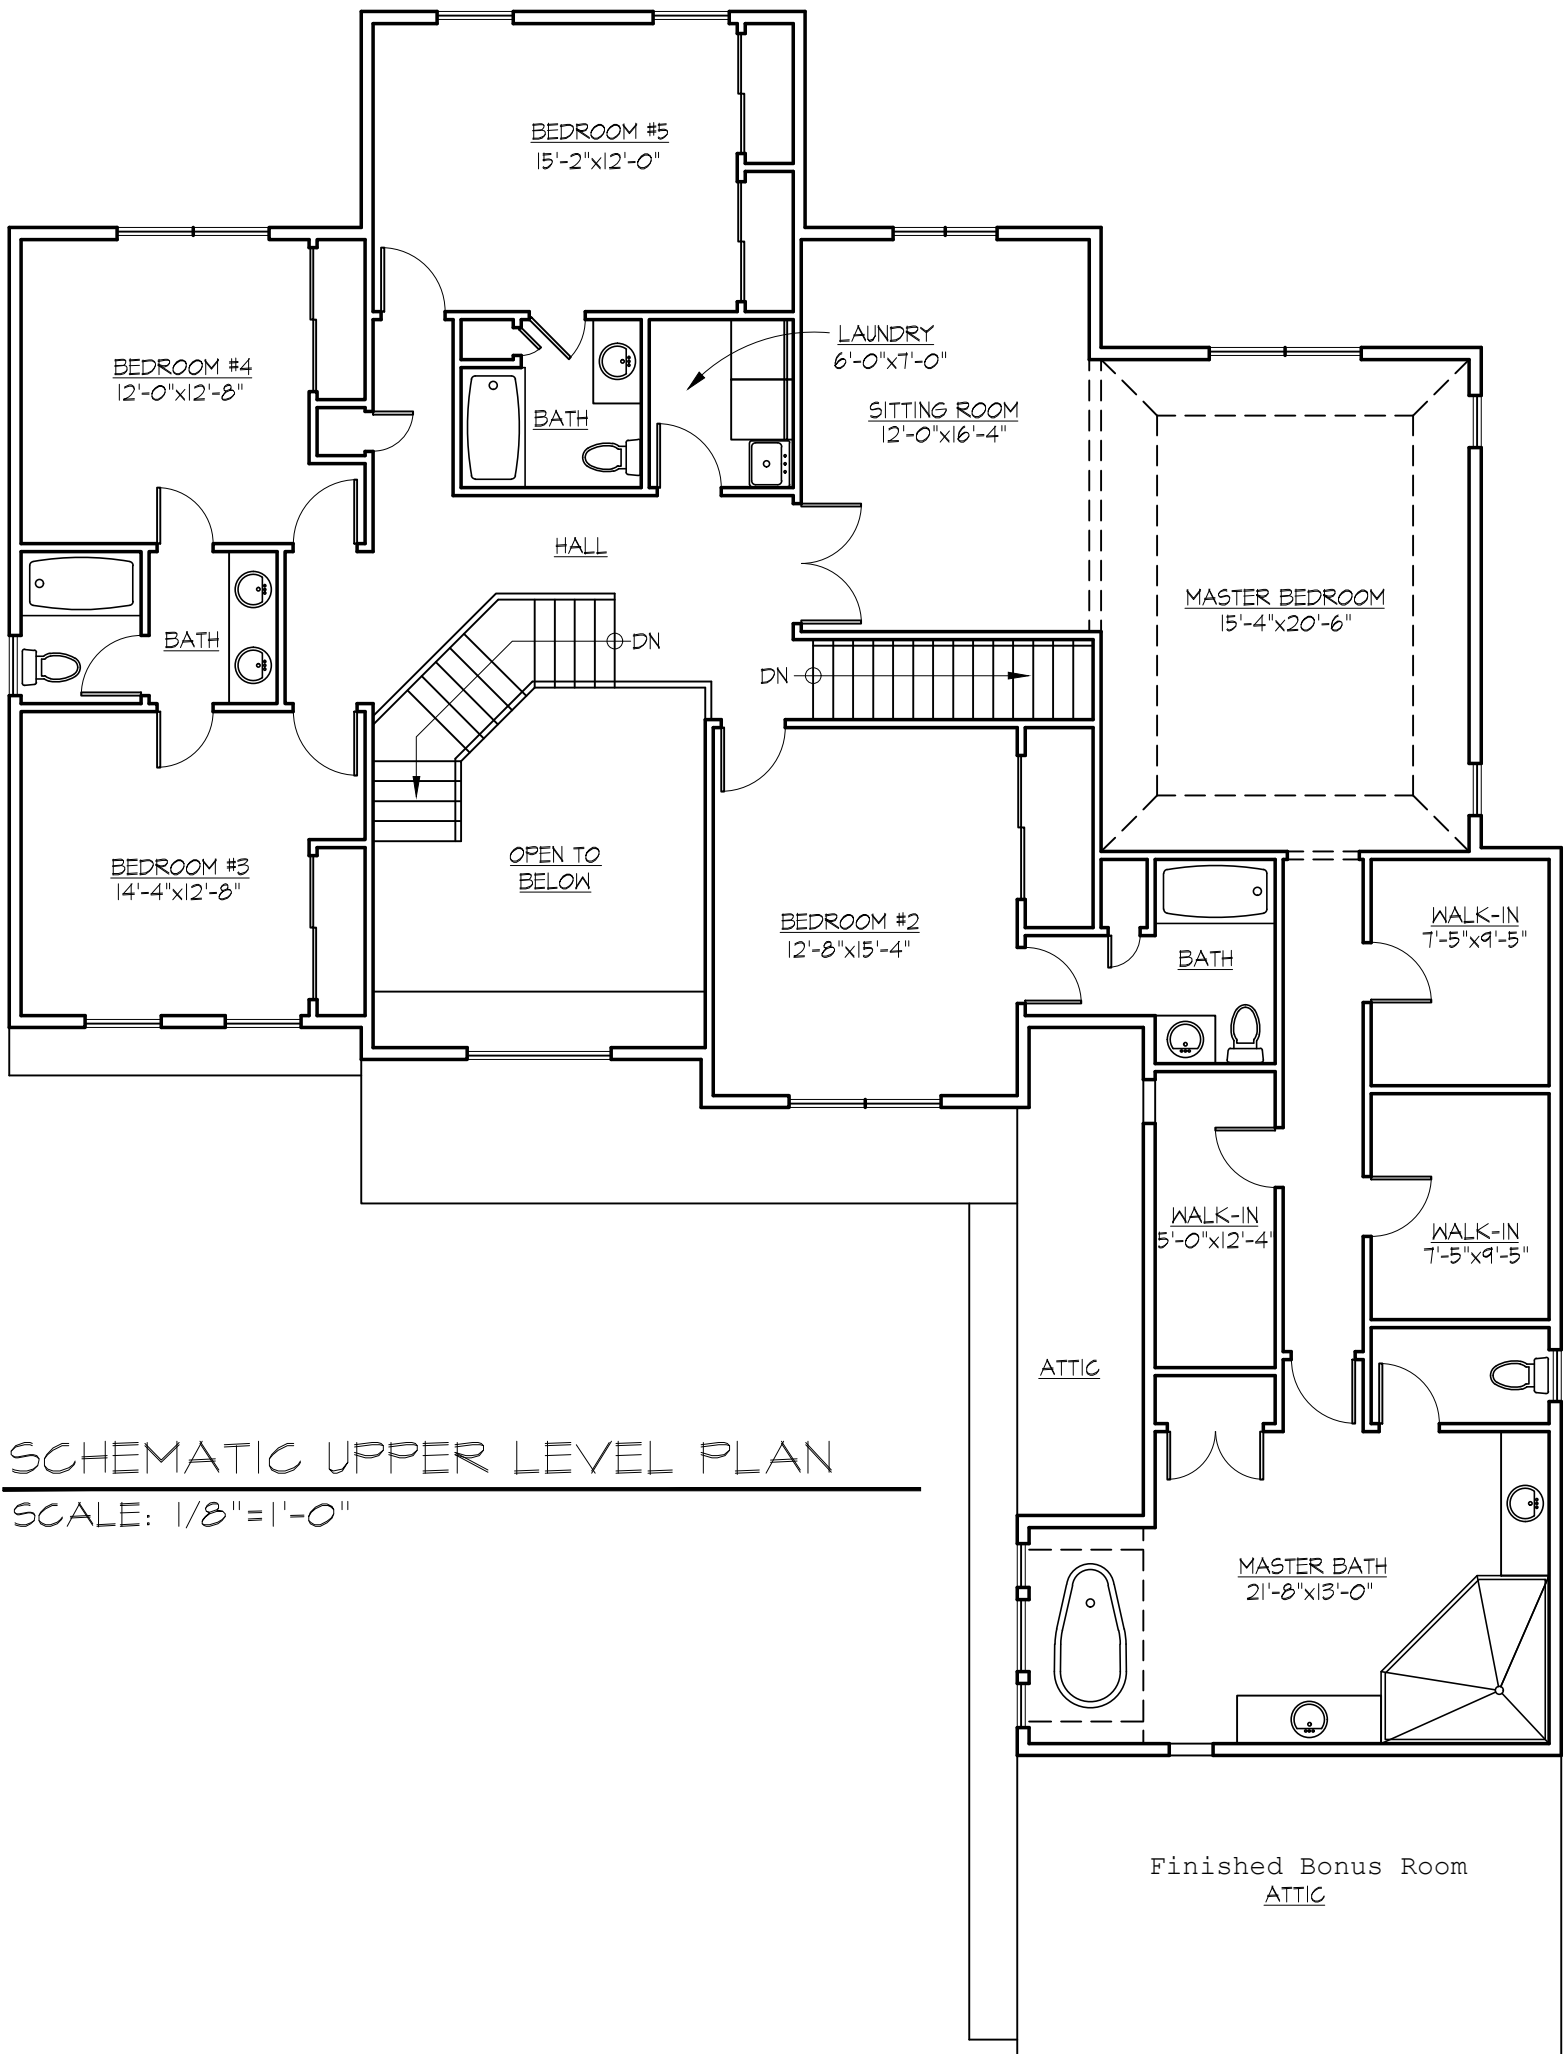 BEDROOM #5
15'-2"x12'-0"
LAUNDRY
6'-0"x7'-0"
BEDROOM #4
12'-0"x12'-8"
BATH
SITTING ROOM
12'-0"x16'-4"
HALL
MASTER BEDROOM
15'-4"x20'-6"
BATH
DN
DN
BEDROOM #3
14'-4"x12'-8"
OPEN TO
BELOW
BEDROOM #2
12'-8"x15'-4"
WALK-IN
7'-5"x9'-5"
BATH
WALK-IN
5'-0"x12'-4'
WALK-IN
7'-5"x9'-5"
ATTIC
SCHEMATIC UPPER LEVEL PLAN
SCALE: 1/8"=1'-0"
MASTER BATH
21'-8"x13'-0"
Finished Bonus Room
ATTIC